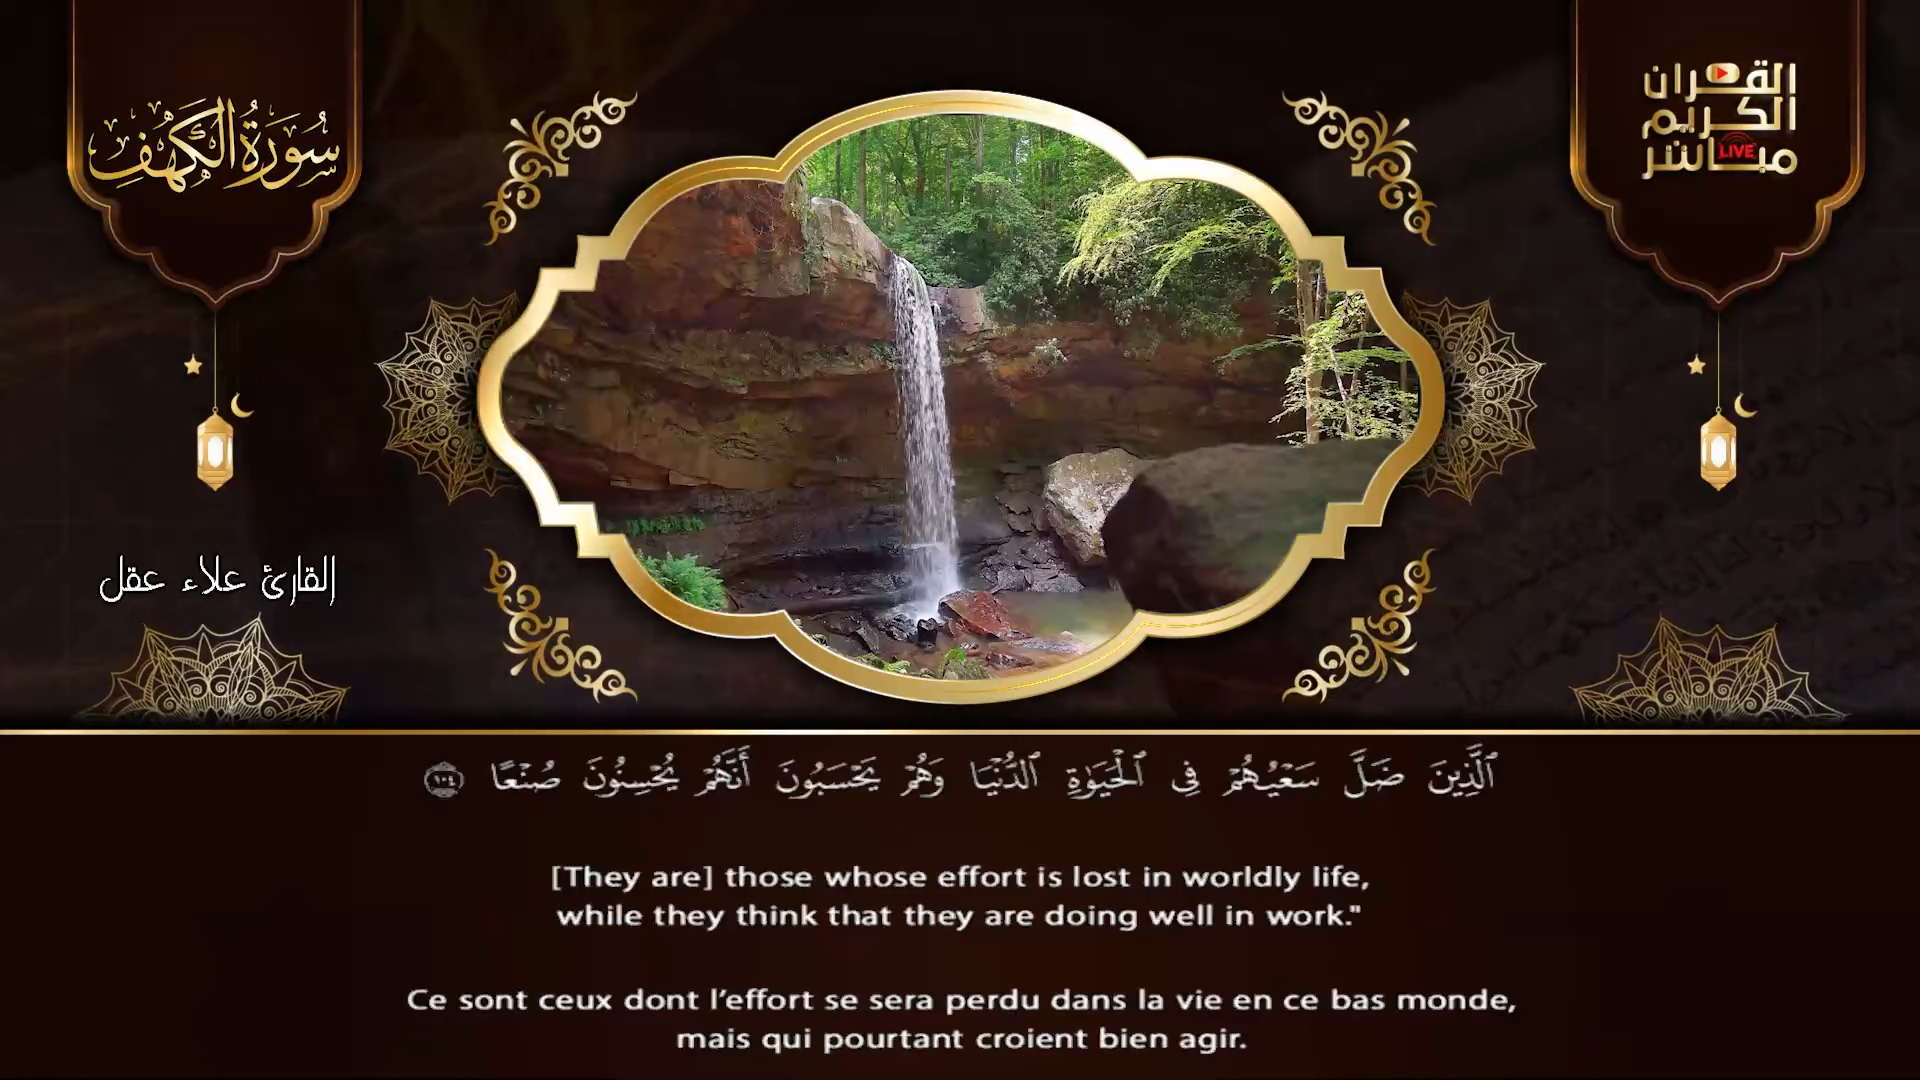 سُورَةُ الكَهْفِ
القرآن
الكريم
LIVE
مباشر
القارئ علاء عقل
ٱلَّذِينَ ضَلَّ سَعْيُهُمْ فِى ٱلْحَيَوٰةِ ٱلدُّنْيَا وَهُمْ يَحْسَبُونَ أَنَّهُمْ يُحْسِنُونَ صُنْعًا ١٠٤
[They are] those whose effort is lost in worldly life,
while they think that they are doing well in work."
Ce sont ceux dont l’effort se sera perdu dans la vie en ce bas monde,
mais qui pourtant croient bien agir.